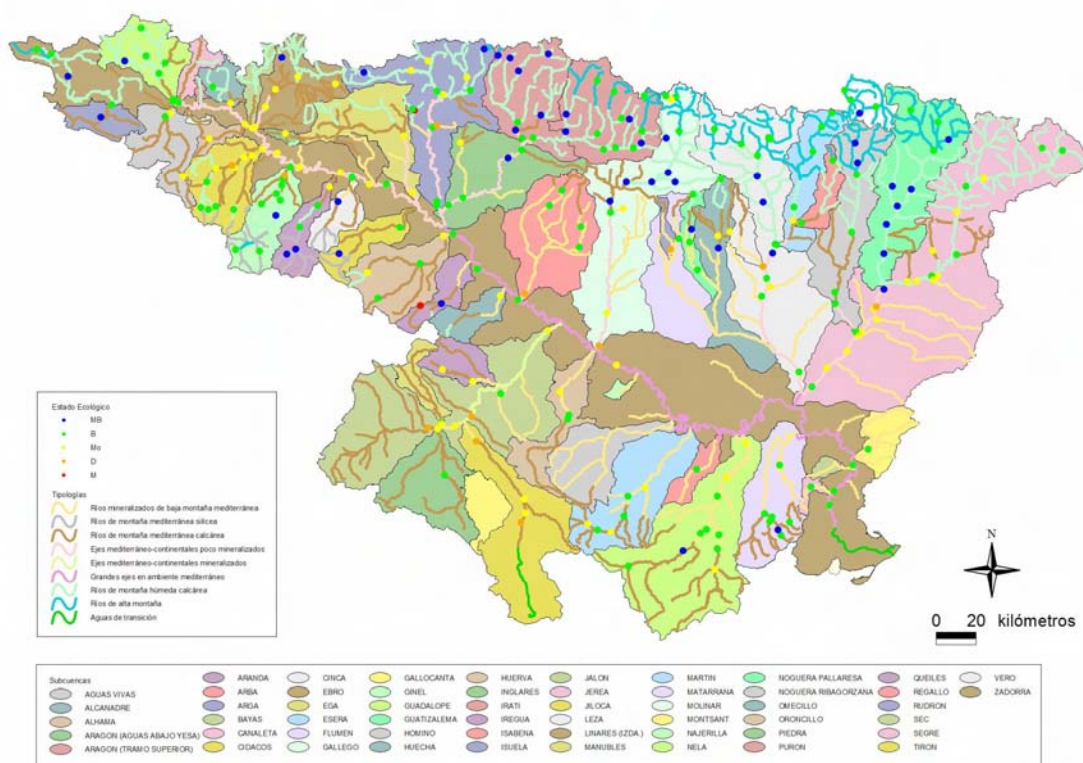 N
0 20 kilómetros
Estado Ecológico
MB
B
Mo
D
M
Tipologías
Ríos mineralizados de baja montaña mediterránea
Ríos de montaña mediterránea silícea
Ríos de montaña mediterránea calcárea
Ejes mediterráneo-continentales poco mineralizados
Ejes mediterráneo-continentales mineralizados
Grandes ejes en ambiente mediterráneo
Ríos de montaña húmeda calcárea
Ríos de alta montaña
Aguas de transición
Subcuencas
AGUAS VIVAS
ALCANADRE
ALHAMA
ARAGON (AGUAS ABAJO YESA)
ARAGON (TRAMO SUPERIOR)
ARANDA
ARBA
ARGA
BAYAS
CANALETA
CIDACOS
CINCA
EBRO
EGA
ESERA
FLUMEN
GALLEGO
GALLOCANTA
GINEL
GUADALOPE
GUATIZALEMA
HOMINO
HUECHA
HUERVA
INGLARES
IRATI
IREGUA
ISABENA
ISUELA
JALON
JEREA
JILOCA
LEZA
LINARES (IZDA.)
MANUBLES
MARTIN
MATARRANA
MOLINAR
MONTSANT
NAJERILLA
NELA
NOGUERA PALLARESA
NOGUERA RIBAGORZANA
OMECILLO
ORONCILLO
PIEDRA
PURON
QUEILES
REGALLO
RUDRON
SEC
SEGRE
TIRON
VERO
ZADORRA